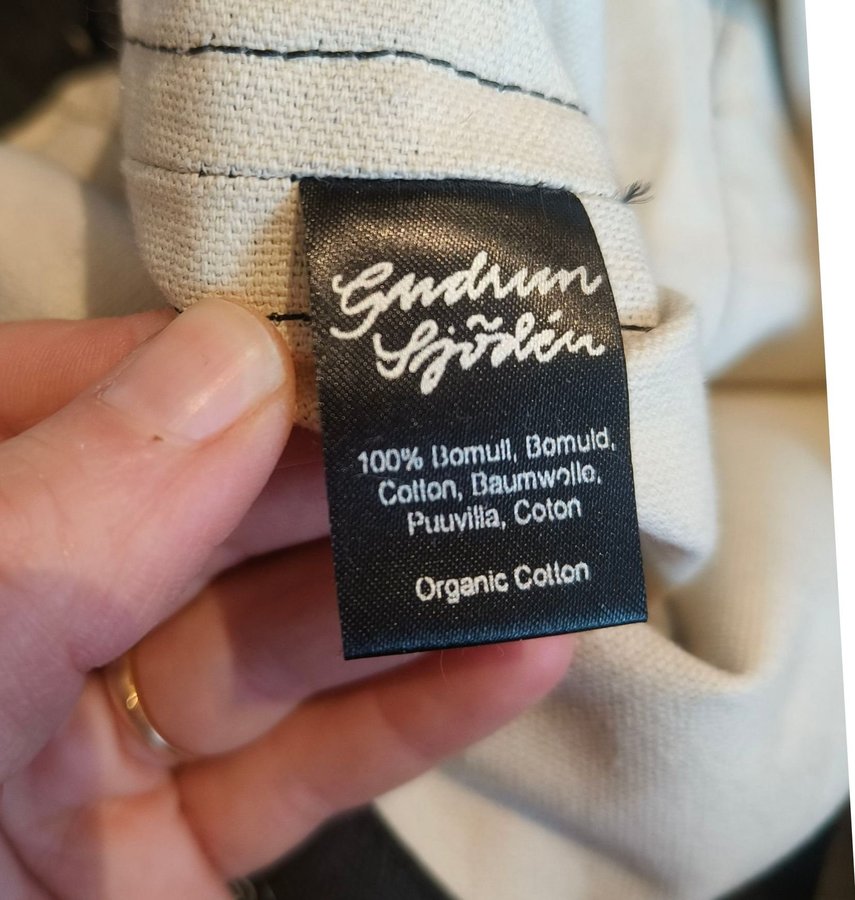 Gudrun
Sjödén
100% Bomull, Bomuld,
Cotton, Baumwolle,
Puuvilla, Coton
Organic Cotton